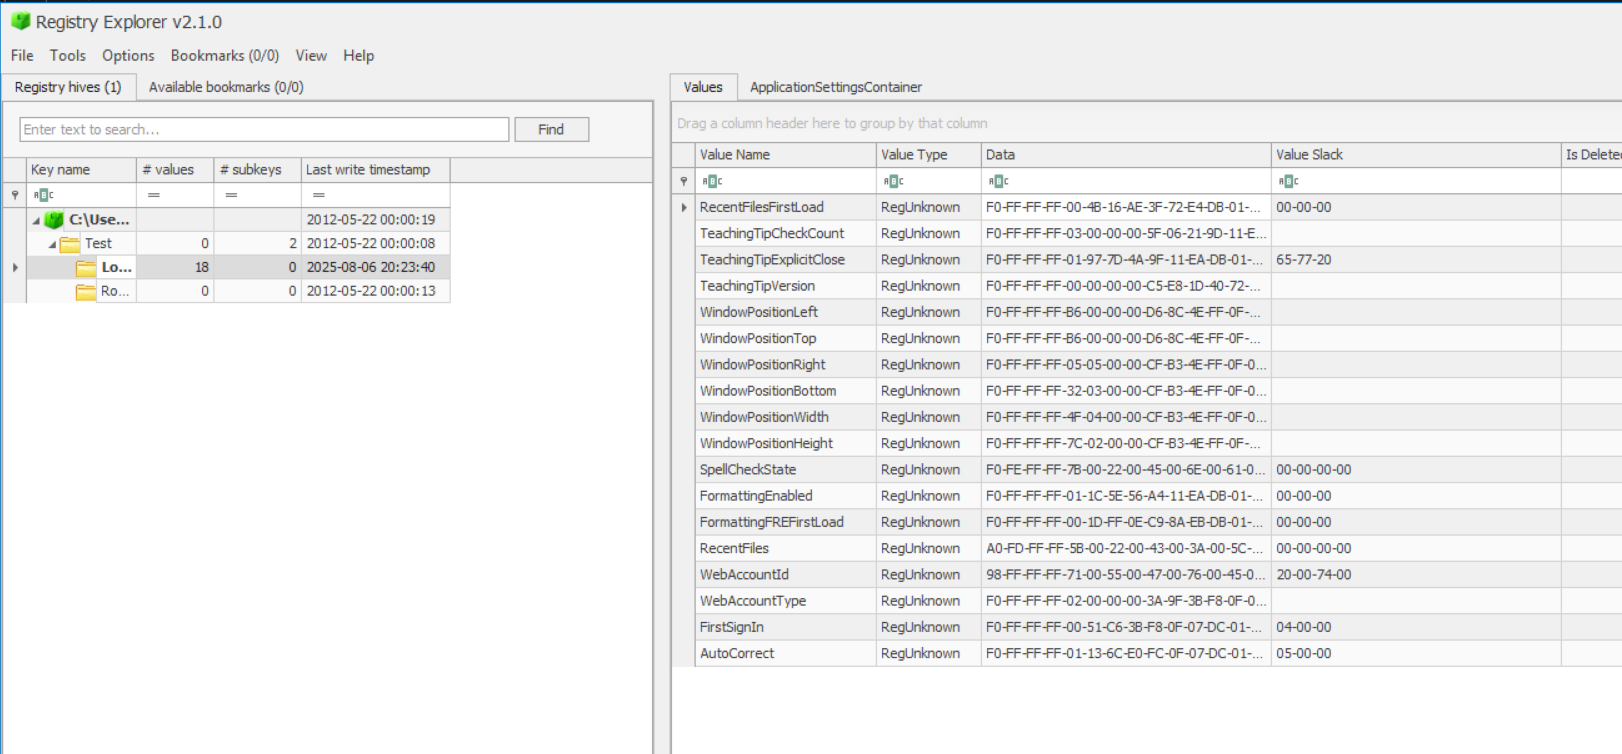 Registry Explorer v2.1.0
File Tools Options Bookmarks (0/0) View Help
Registry hives (1) Available bookmarks (0/0)
Enter text to search... Find
Key name # values # subkeys Last write timestamp
ABC = = =
C:\Use... 2012-05-22 00:00:19
Test 0 2 2012-05-22 00:00:08
Lo... 18 0 2025-08-06 20:23:40
Ro... 0 0 2012-05-22 00:00:13
Values ApplicationSettingsContainer
Drag a column header here to group by that column
Value Name Value Type Data Value Slack Is Delete
ABC ABC ABC ABC
RecentFilesFirstLoad RegUnknown F0-FF-FF-FF-00-4B-16-AE-3F-72-E4-DB-01-... 00-00-00
TeachingTipCheckCount RegUnknown F0-FF-FF-FF-03-00-00-00-5F-06-21-9D-11-E...
TeachingTipExplicitClose RegUnknown F0-FF-FF-FF-01-97-7D-4A-9F-11-EA-DB-01-... 65-77-20
TeachingTipVersion RegUnknown F0-FF-FF-FF-00-00-00-00-C5-E8-1D-40-72-...
WindowPositionLeft RegUnknown F0-FF-FF-FF-B6-00-00-00-D6-8C-4E-FF-0F-...
WindowPositionTop RegUnknown F0-FF-FF-FF-B6-00-00-00-D6-8C-4E-FF-0F-...
WindowPositionRight RegUnknown F0-FF-FF-FF-05-05-00-00-CF-B3-4E-FF-0F-0...
WindowPositionBottom RegUnknown F0-FF-FF-FF-32-03-00-00-CF-B3-4E-FF-0F-0...
WindowPositionWidth RegUnknown F0-FF-FF-FF-4F-04-00-00-CF-B3-4E-FF-0F-0...
WindowPositionHeight RegUnknown F0-FF-FF-FF-7C-02-00-00-CF-B3-4E-FF-0F-...
SpellCheckState RegUnknown F0-FE-FF-FF-7B-00-22-00-45-00-6E-00-61-0... 00-00-00-00
FormattingEnabled RegUnknown F0-FF-FF-FF-01-1C-5E-56-A4-11-EA-DB-01-... 00-00-00
FormattingFREFirstLoad RegUnknown F0-FF-FF-FF-00-1D-FF-0E-C9-8A-EB-DB-01-... 00-00-00
RecentFiles RegUnknown A0-FD-FF-FF-5B-00-22-00-43-00-3A-00-5C-... 00-00-00-00
WebAccountId RegUnknown 98-FF-FF-FF-71-00-55-00-47-00-76-00-45-0... 20-00-74-00
WebAccountType RegUnknown F0-FF-FF-FF-02-00-00-00-3A-9F-3B-F8-0F-0...
FirstSignIn RegUnknown F0-FF-FF-FF-00-51-C6-3B-F8-0F-07-DC-01-... 04-00-00
AutoCorrect RegUnknown F0-FF-FF-FF-01-13-6C-E0-FC-0F-07-DC-01-... 05-00-00